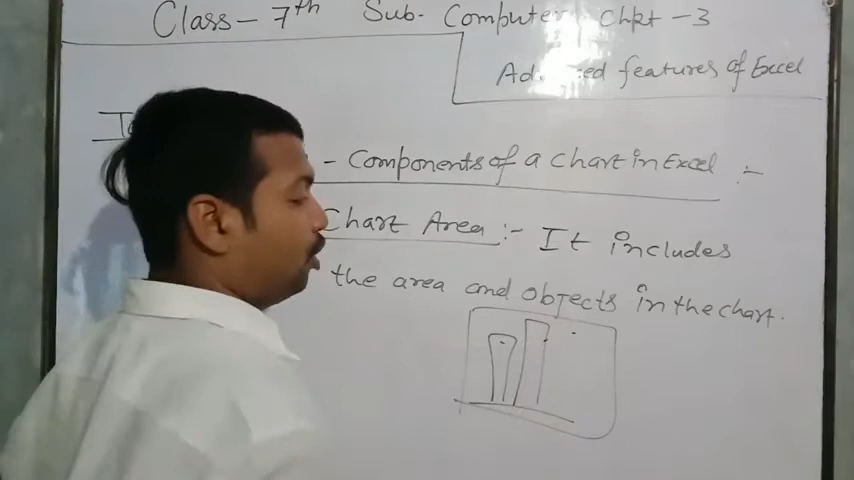 Class - 7th Sub- Computer Chpt - 3
features of Excel
- Components of a chart in Excel :-
Chart Area :- It includes
the area and objects in the chart.